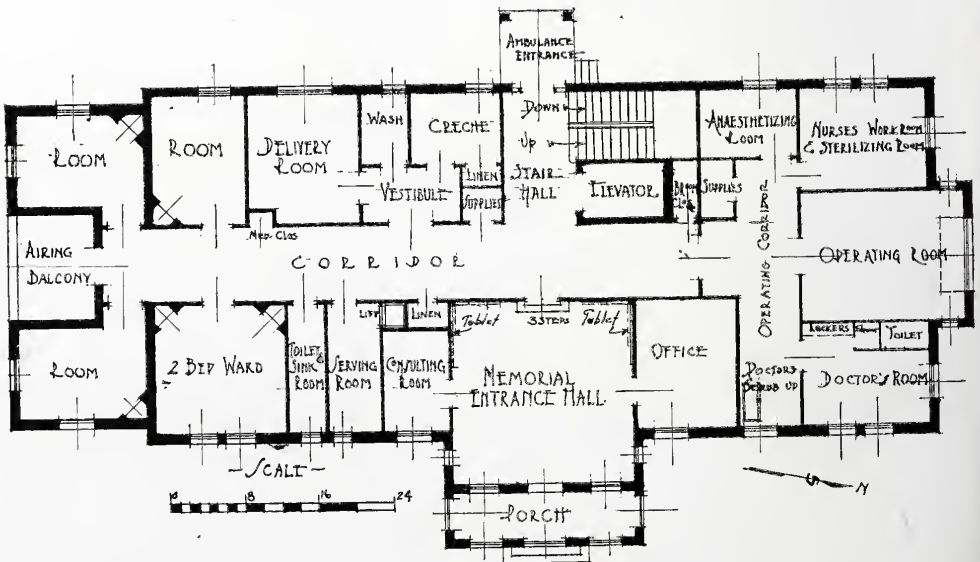 AMBULANCE
ENTRANCE
DOWN
UP
ROOM
ROOM
DELIVERY
ROOM
WASH
CRECHE
VESTIBULE
LINEN
SUPPLIES
STAIR
HALL
ELEVATOR
CLOS
SUPPLIES
ANAESTHETIZING
ROOM
NURSES WORK ROOM
& STERILIZING ROOM
AIRING
BALCONY
MED. CLOS
CORRIDOR
OPERATING CORRIDOR
OPERATING ROOM
ROOM
2 BED WARD
TOILET
SINK
ROOM
SERVING
ROOM
LIFT
LINEN
CONSULTING
ROOM
Tablet
3 STEPS
Tablet
MEMORIAL
ENTRANCE HALL
OFFICE
LOCKERS
TOILET
DOCTORS
SCRUB UP
DOCTOR'S ROOM
PORCH
-SCALE-
0 8 16 24
S N